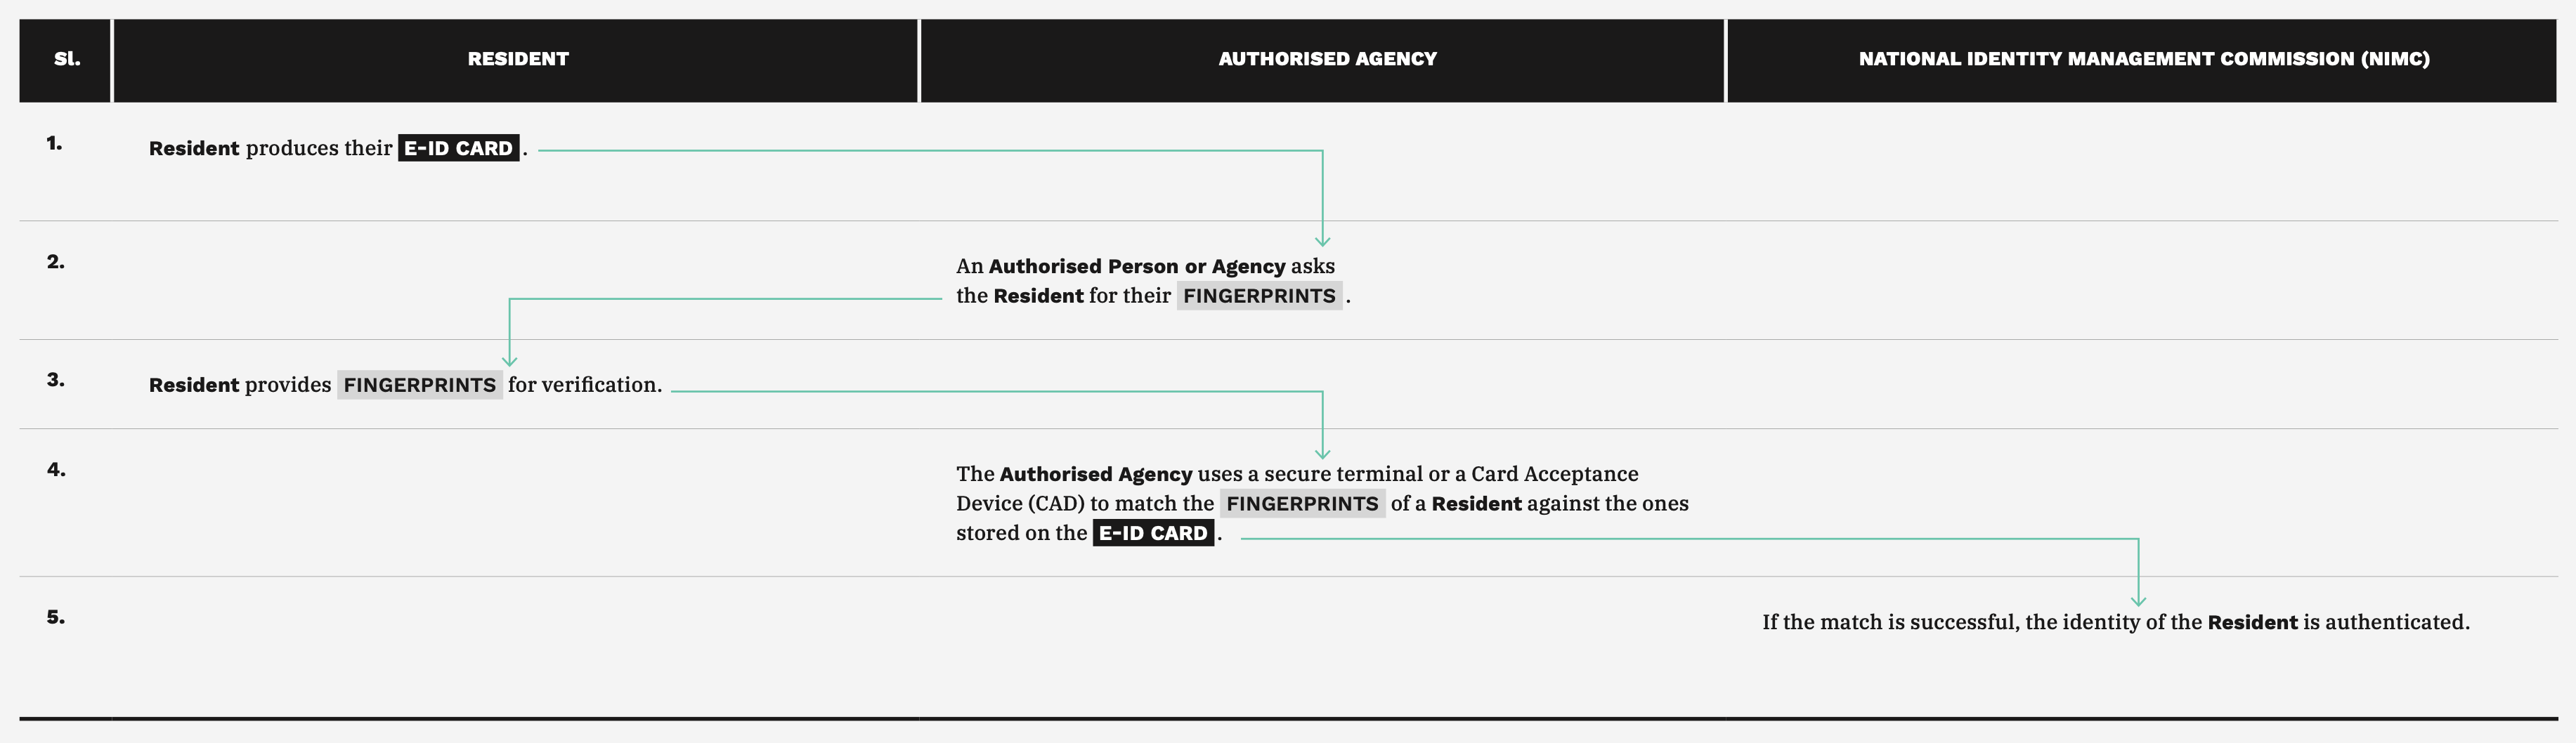 Sl.
RESIDENT
AUTHORISED AGENCY
NATIONAL IDENTITY MANAGEMENT COMMISSION (NIMC)
1.
Resident produces their E-ID CARD .
2.
An Authorised Person or Agency asks
the Resident for their FINGERPRINTS .
3.
Resident provides FINGERPRINTS for verification.
4.
The Authorised Agency uses a secure terminal or a Card Acceptance
Device (CAD) to match the FINGERPRINTS of a Resident against the ones
stored on the E-ID CARD .
5.
If the match is successful, the identity of the Resident is authenticated.